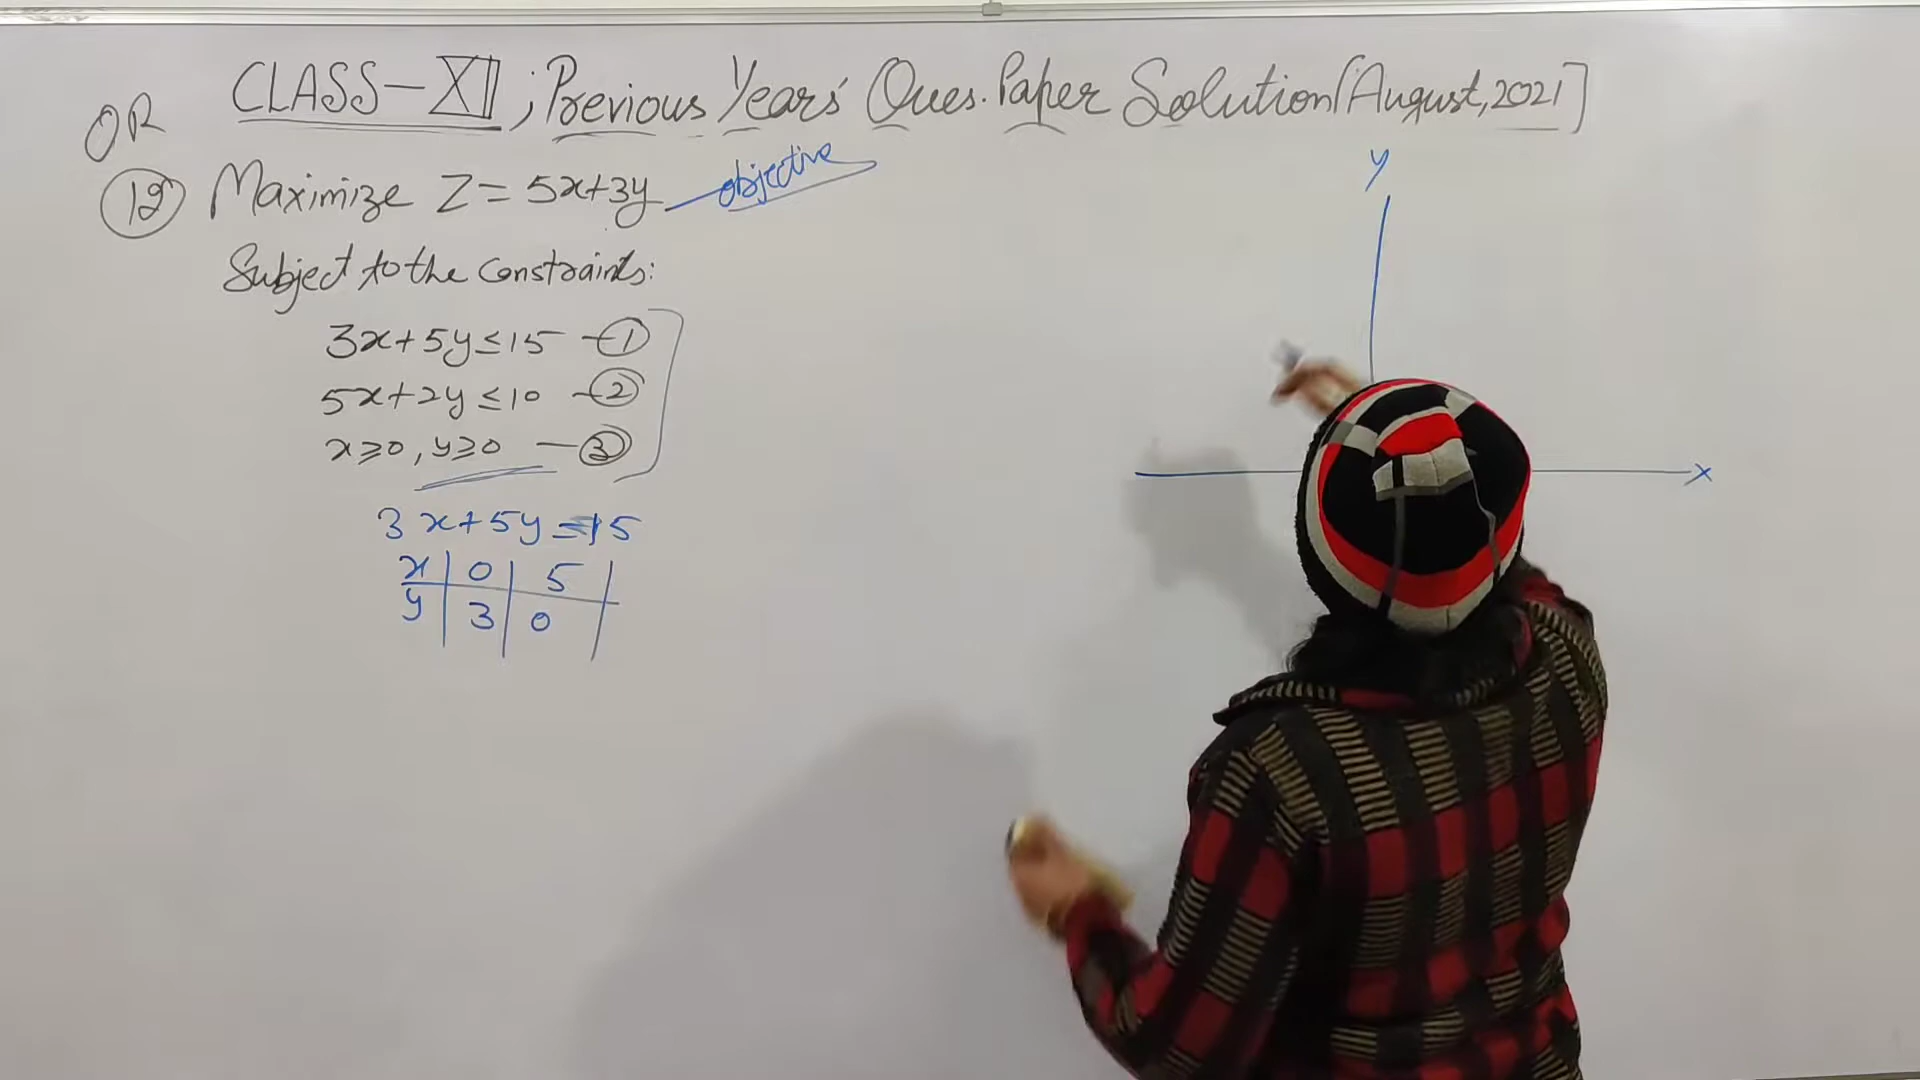 CLASS-XII ; Previous Years' Ques. Paper Solution [August, 2021]
OR
12 Maximize Z = 5x+3y objective
Subject to the Constraints:
3x+5y≤15 —1
5x+2y≤10 —2
x≥0, y≥0 —3
3x+5y=15
x | 0 | 5 |
y | 3 | 0 |
y
x